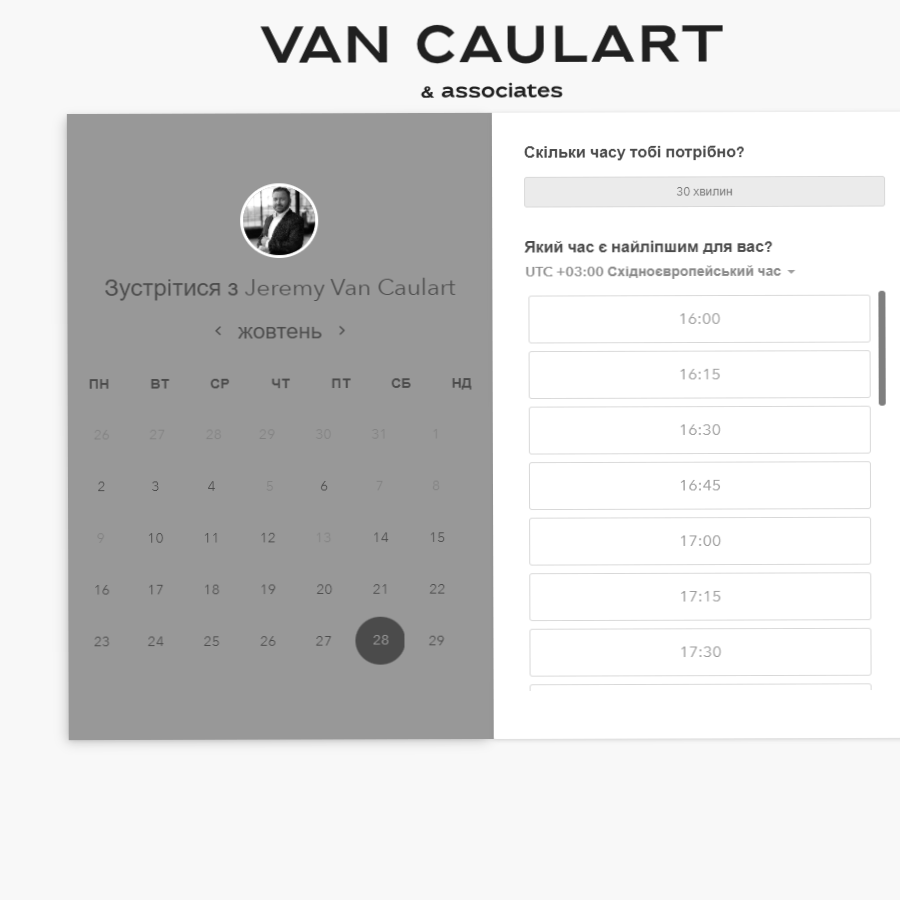 VAN CAULART
& associates
Зустрітися з Jeremy Van Caulart
жовтень
ПН ВТ СР ЧТ ПТ СБ НД
26 27 28 29 30 31 1
2 3 4 5 6 7 8
9 10 11 12 13 14 15
16 17 18 19 20 21 22
23 24 25 26 27 28 29
Скільки часу тобі потрібно?
30 хвилин
Який час є найліпшим для вас?
UTC +03:00 Східноєвропейський час
16:00
16:15
16:30
16:45
17:00
17:15
17:30